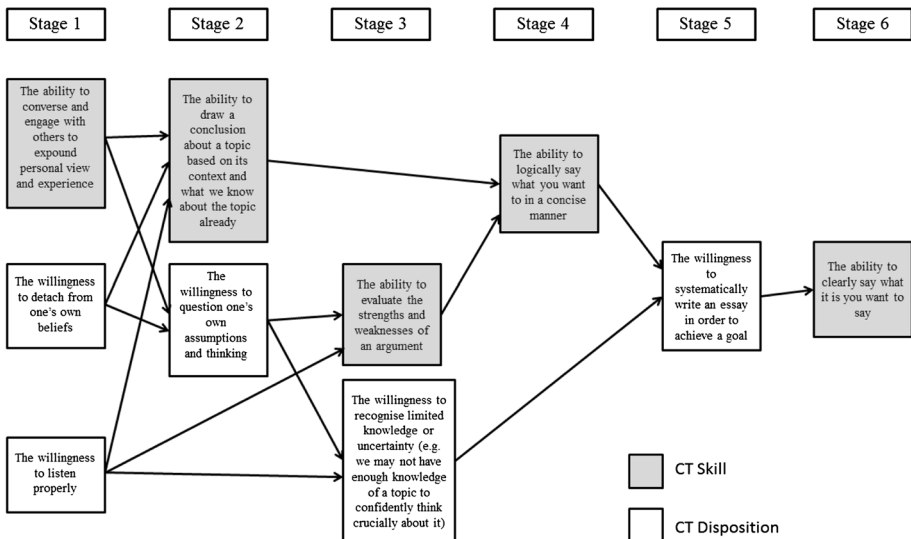 Stage 1
Stage 2
Stage 3
Stage 4
Stage 5
Stage 6
The ability to
converse and
engage with
others to
expound
personal view
and experience
The willingness
to detach from
one's own
beliefs
The willingness
to listen
properly
The ability to
draw a
conclusion
about a topic
based on its
context and
what we know
about the topic
already
The
willingness to
question one's
own
assumptions
and thinking
The ability to
evaluate the
strengths and
weaknesses of
an argument
The willingness to
recognise limited
knowledge or
uncertainty (e.g.
we may not have
enough knowledge
of a topic to
confidently think
crucially about it)
The ability to
logically say
what you want
to in a concise
manner
The willingness
to
systematically
write an essay
in order to
achieve a goal
The ability to
clearly say what
it is you want to
say
CT Skill
CT Disposition